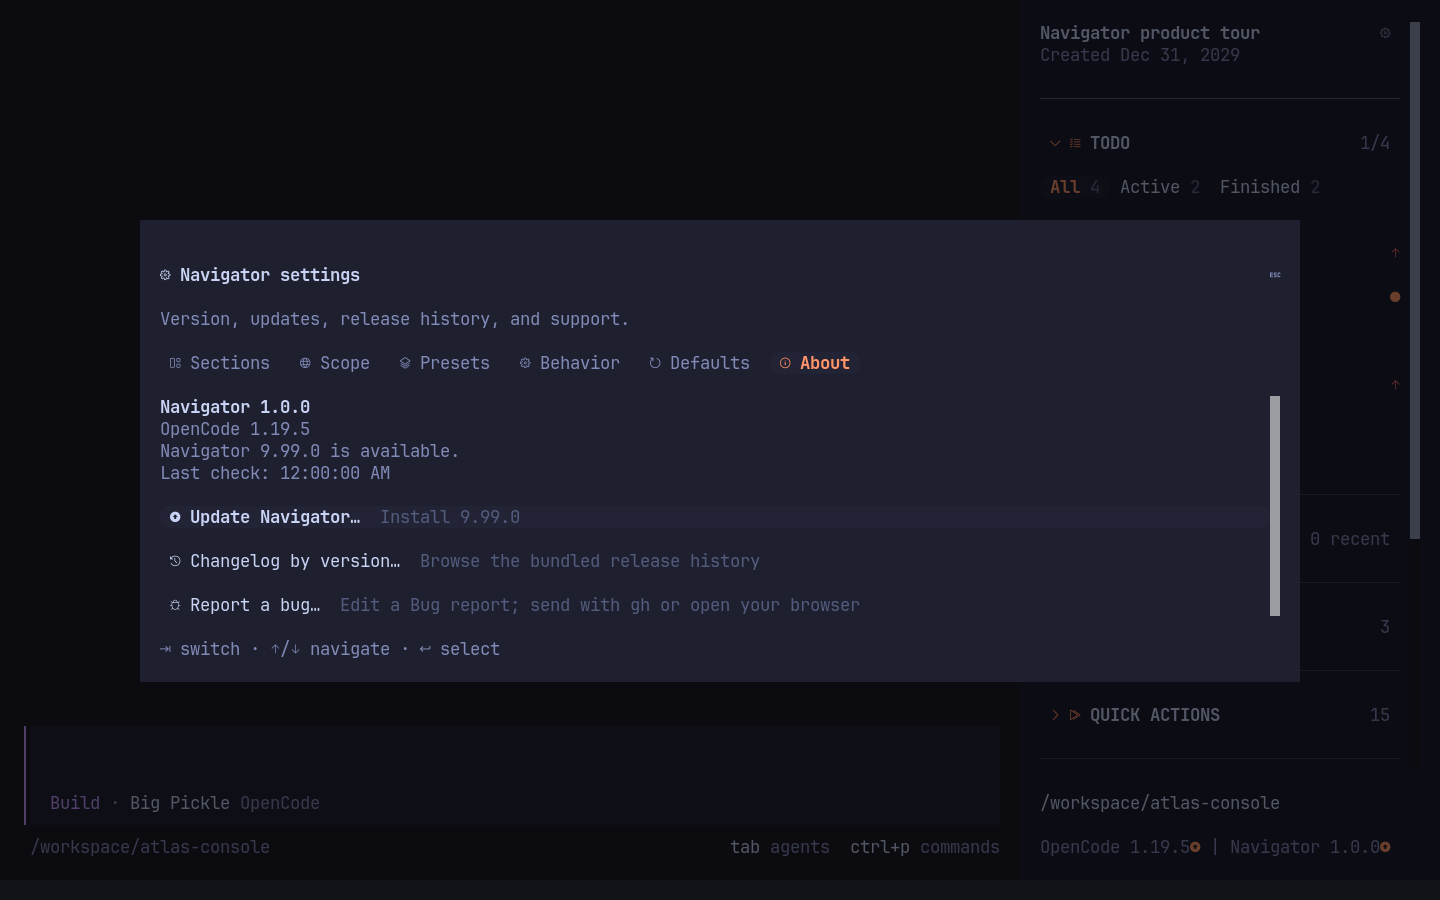 Navigator product tour
Created Dec 31, 2029
TODO 1/4
All 4 Active 2 Finished 2
Navigator settings
ESC
Version, updates, release history, and support.
Sections Scope Presets Behavior Defaults About
Navigator 1.0.0
OpenCode 1.19.5
Navigator 9.99.0 is available.
Last check: 12:00:00 AM
Update Navigator… Install 9.99.0
Changelog by version… Browse the bundled release history
Report a bug… Edit a Bug report; send with gh or open your browser
⇥ switch · ↑/↓ navigate · ↩ select
0 recent
3
QUICK ACTIONS 15
Build · Big Pickle OpenCode
/workspace/atlas-console
tab agents ctrl+p commands
/workspace/atlas-console
OpenCode 1.19.5 | Navigator 1.0.0